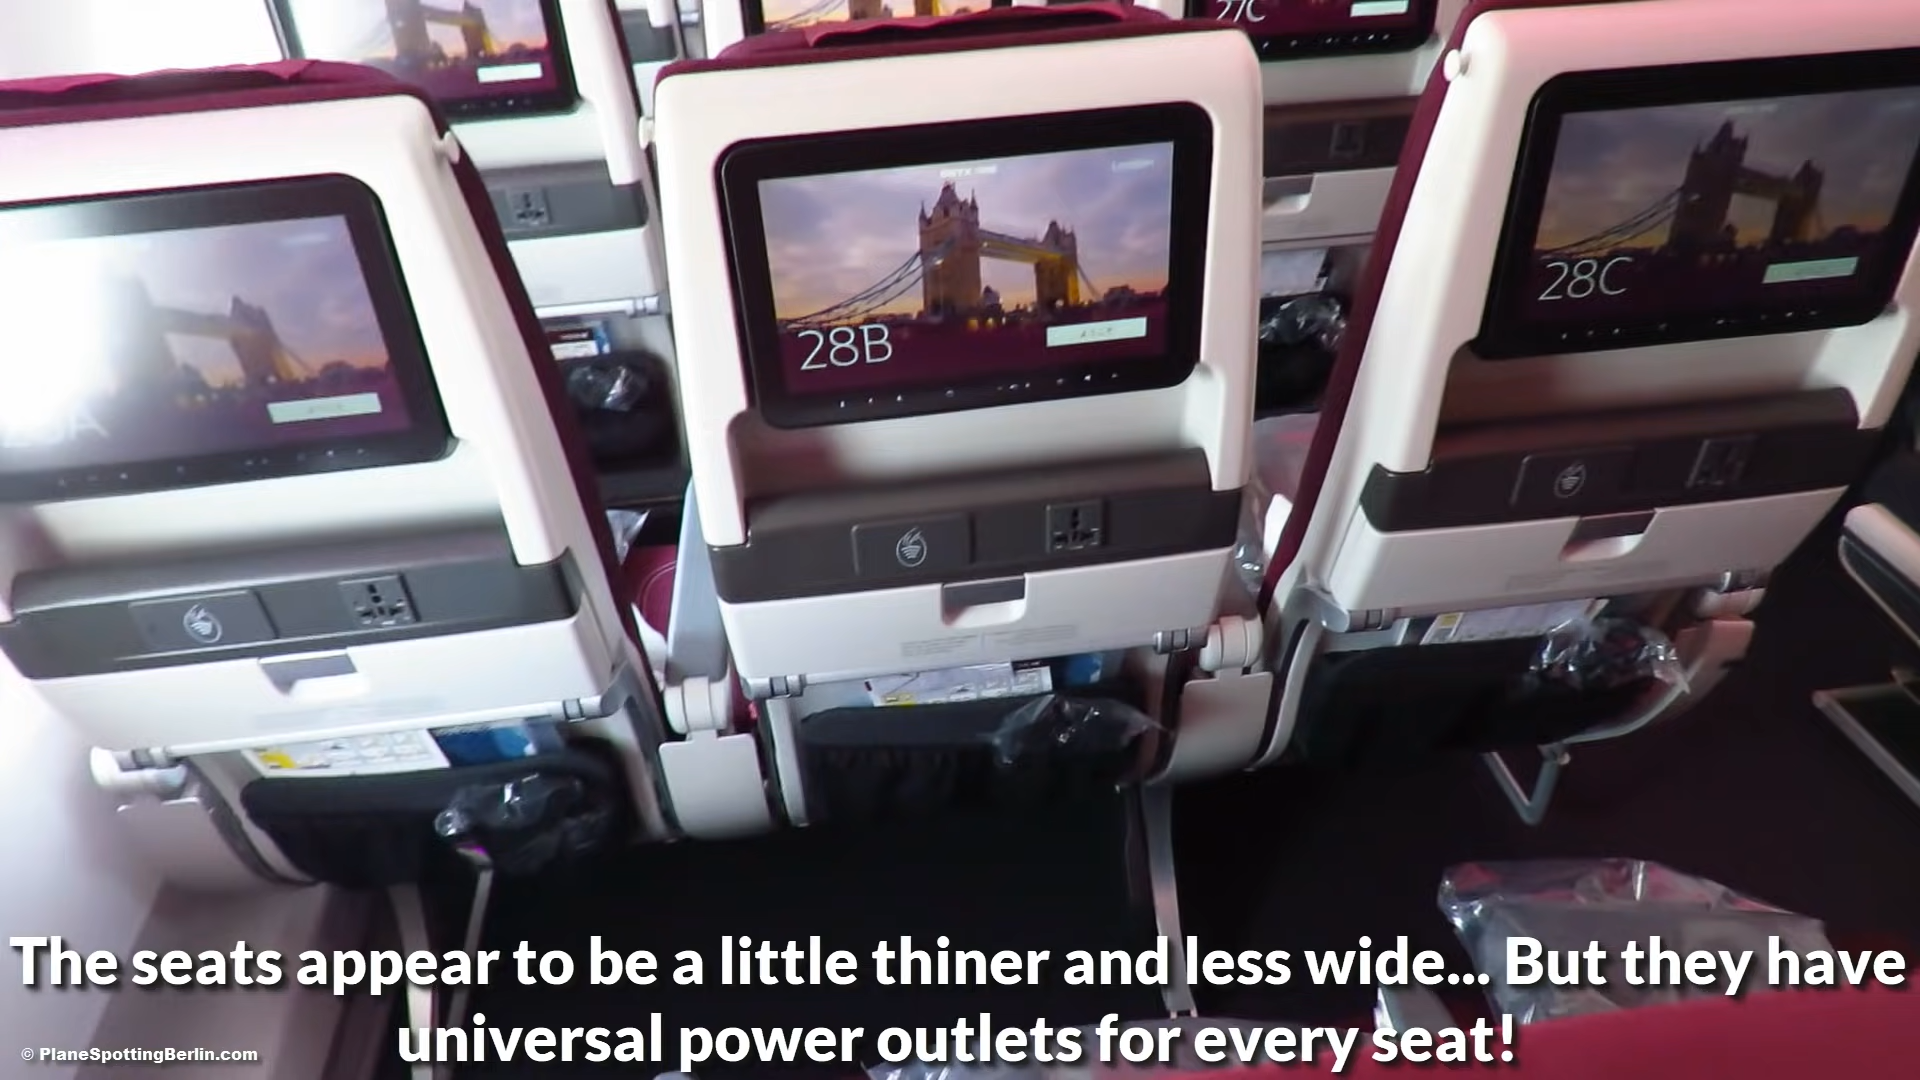 27C
28B
28C
The seats appear to be a little thiner and less wide... But they have
universal power outlets for every seat!
© PlaneSpottingBerlin.com